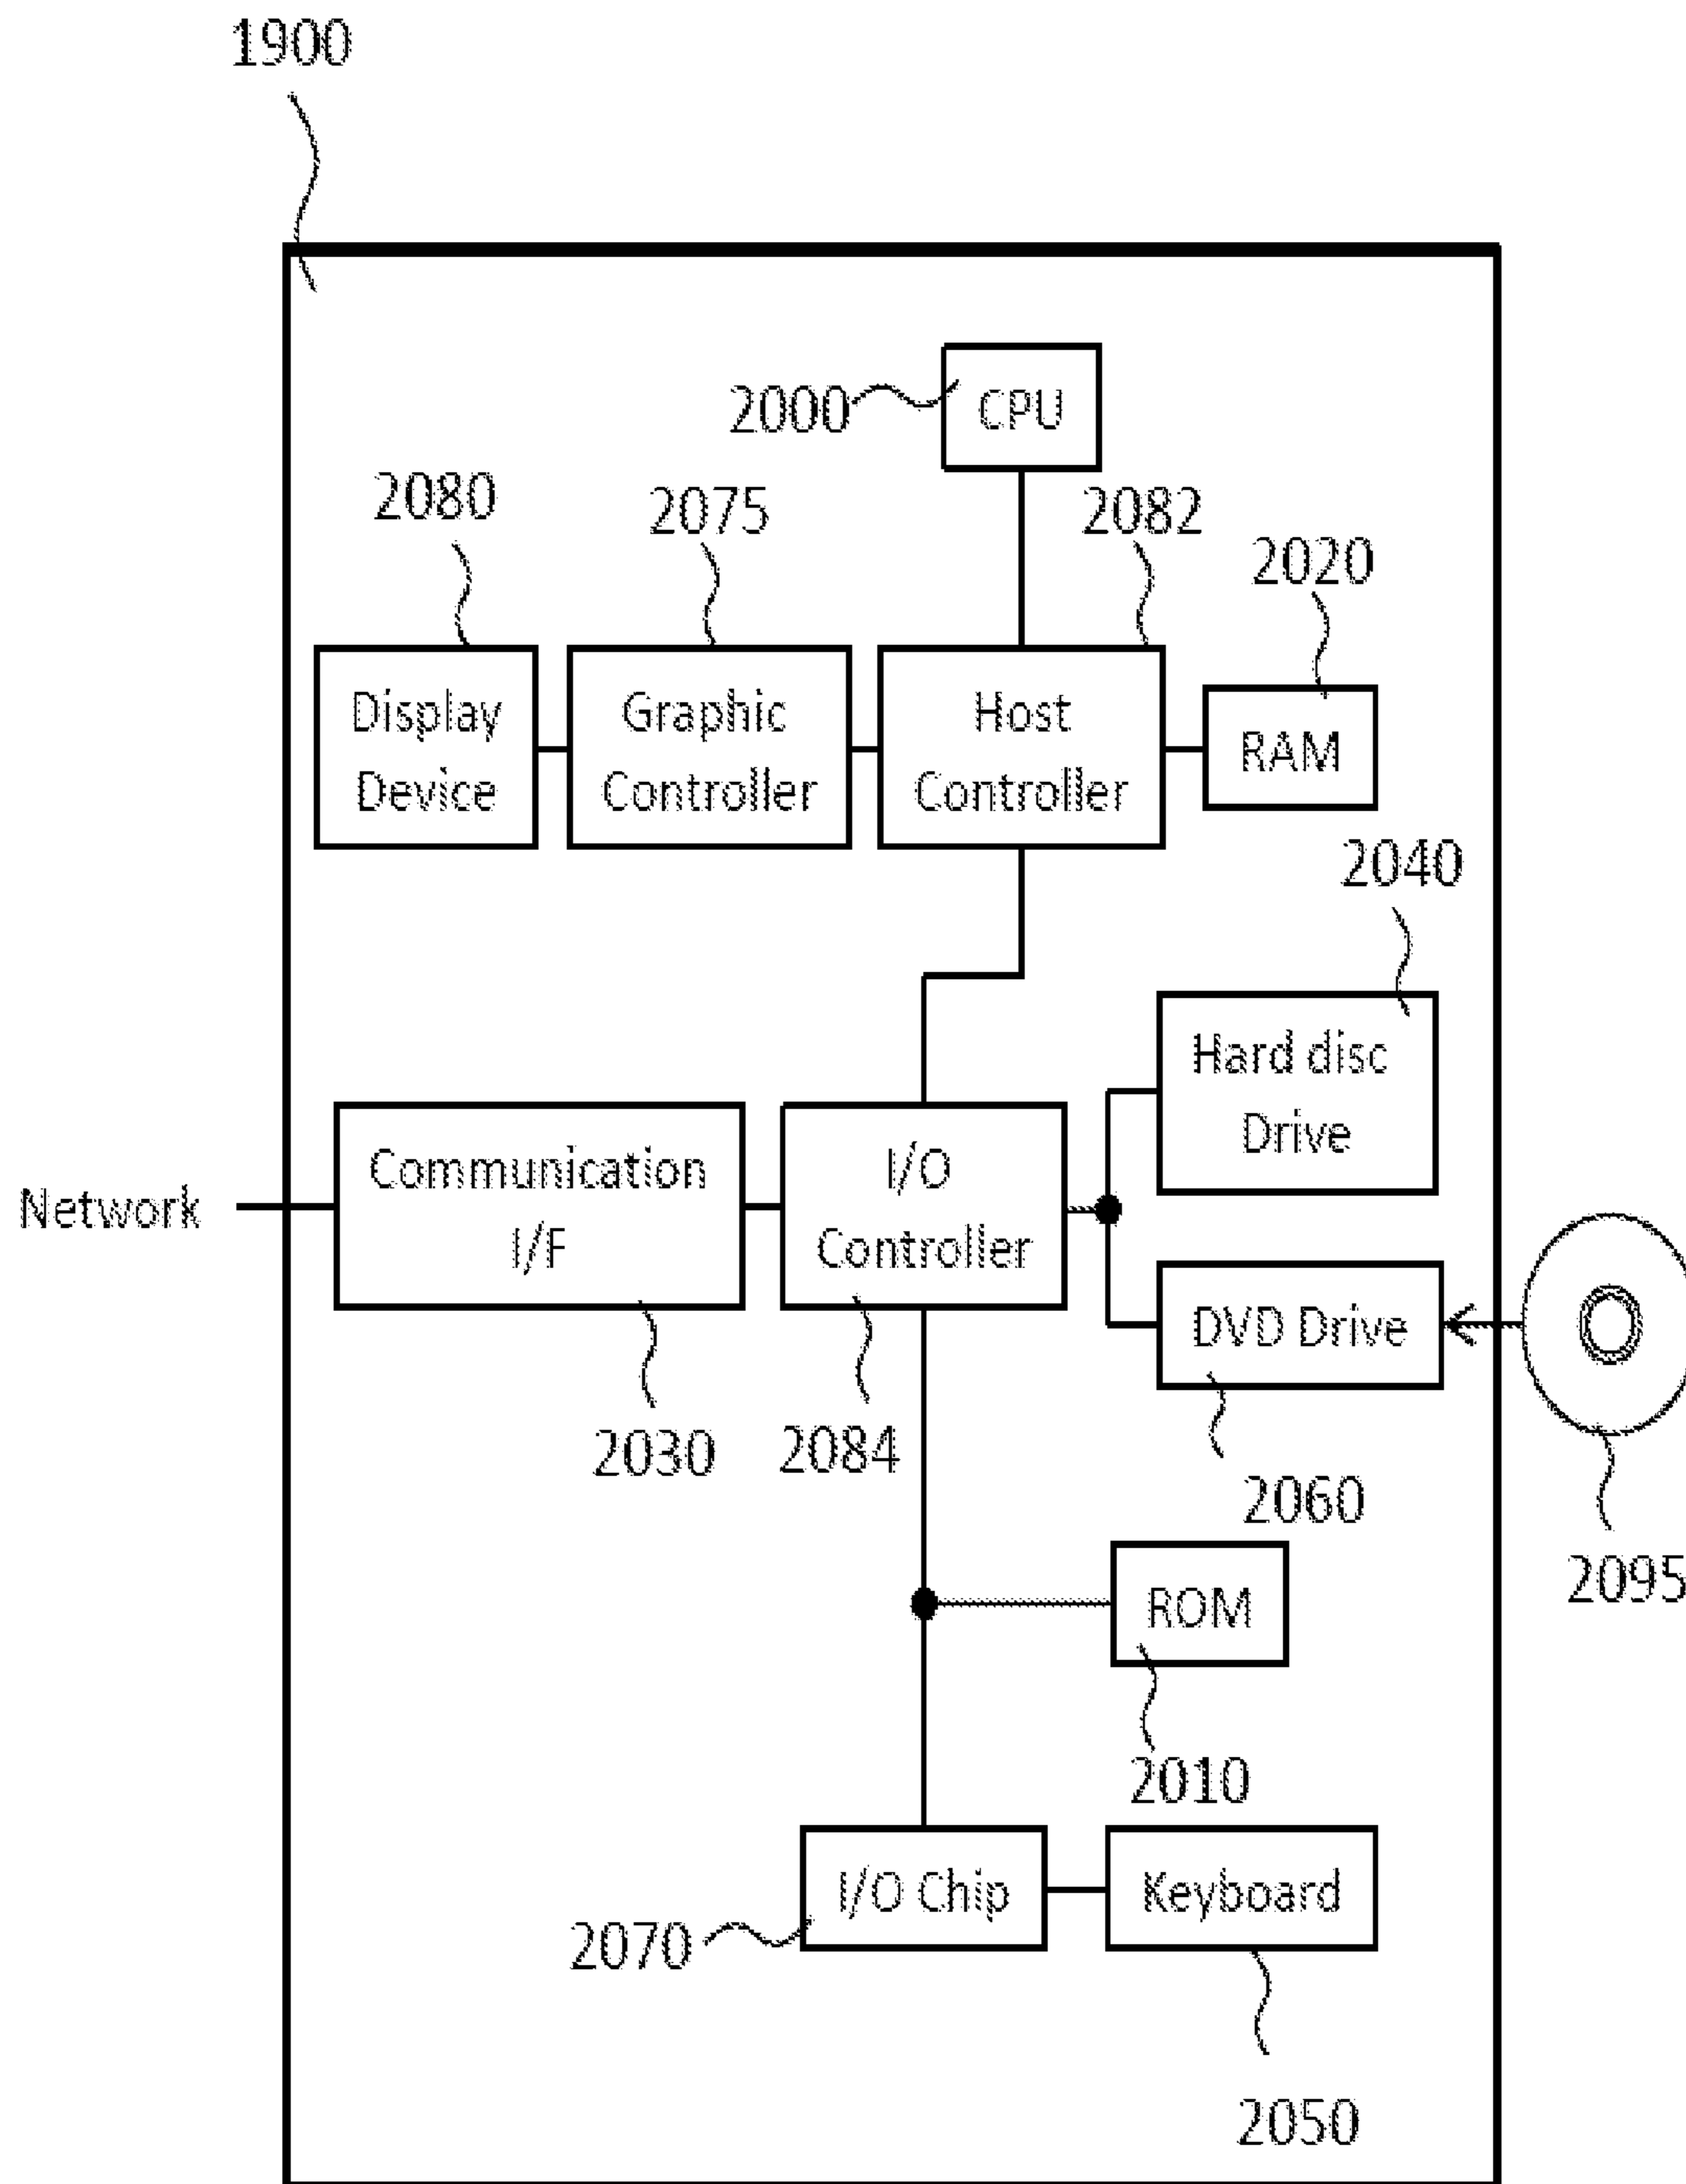 1900
2000
CPU
2080
2075
2082
2020
Display
Device
Graphic
Controller
Host
Controller
RAM
2040
Hard disc
Drive
Network
Communication
I/F
I/O
Controller
DVD Drive
2030
2084
2060
2095
ROM
2010
I/O Chip
Keyboard
2070
2050